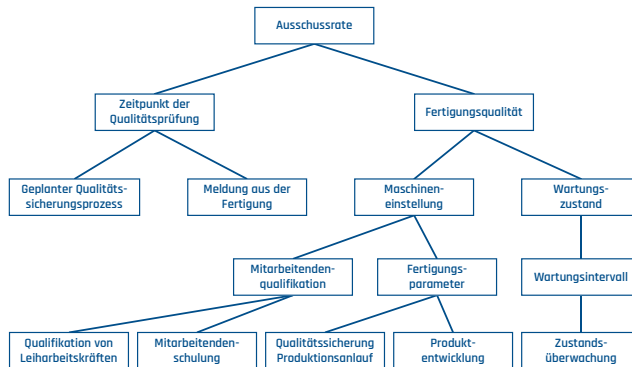 Ausschussrate
Zeitpunkt der
Qualitätsprüfung
Fertigungsqualität
Geplanter Qualitäts-
sicherungsprozess
Meldung aus der
Fertigung
Maschinen-
einstellung
Wartungs-
zustand
Mitarbeitenden-
qualifikation
Fertigungs-
parameter
Wartungsintervall
Qualifikation von
Leiharbeitskräften
Mitarbeitenden-
schulung
Qualitätssicherung
Produktionsanlauf
Produkt-
entwicklung
Zustands-
überwachung